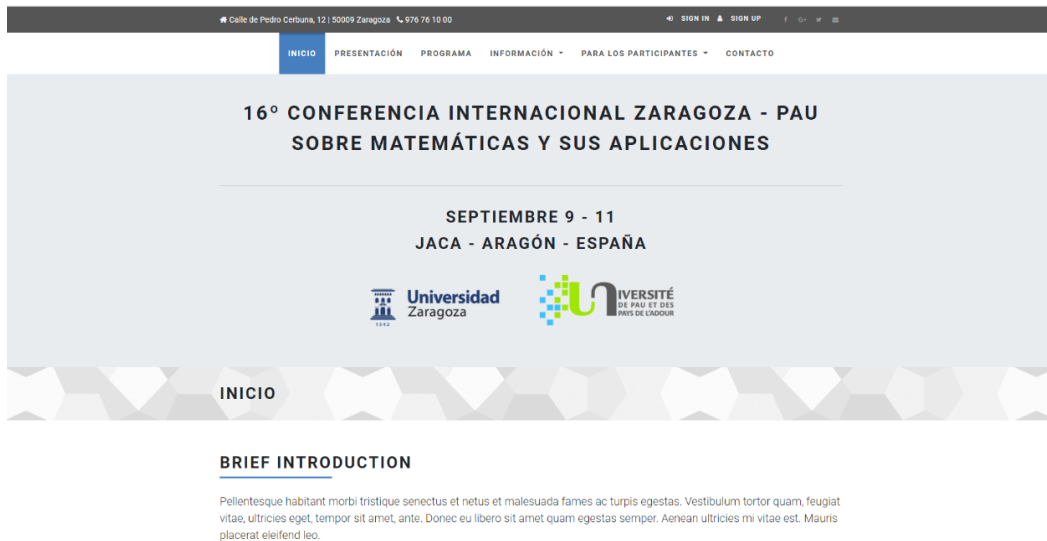 Calle de Pedro Cerbuna, 12 | 50009 Zaragoza 976 76 10 00 SIGN IN SIGN UP
INICIO PRESENTACIÓN PROGRAMA INFORMACIÓN PARA LOS PARTICIPANTES CONTACTO
16º CONFERENCIA INTERNACIONAL ZARAGOZA - PAU
SOBRE MATEMÁTICAS Y SUS APLICACIONES
SEPTIEMBRE 9 - 11
JACA - ARAGÓN - ESPAÑA
Universidad
Zaragoza
1542
UNIVERSITÉ
DE PAU ET DES
PAYS DE L'ADOUR
INICIO
BRIEF INTRODUCTION
Pellentesque habitant morbi tristique senectus et netus et malesuada fames ac turpis egestas. Vestibulum tortor quam, feugiat
vitae, ultricies eget, tempor sit amet, ante. Donec eu libero sit amet quam egestas semper. Aenean ultricies mi vitae est. Mauris
placerat eleifend leo.